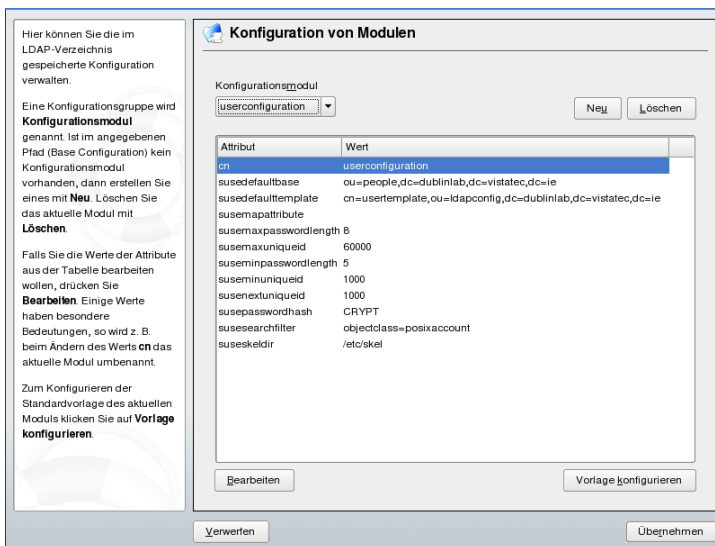 Hier können Sie die im
LDAP-Verzeichnis
gespeicherte Konfiguration
verwalten.
Eine Konfigurationsgruppe wird
Konfigurationsmodul
genannt. Ist im angegebenen
Pfad (Base Configuration) kein
Konfigurationsmodul
vorhanden, dann erstellen Sie
eines mit Neu. Löschen Sie
das aktuelle Modul mit
Löschen.
Falls Sie die Werte der Attribute
aus der Tabelle bearbeiten
wollen, drücken Sie
Bearbeiten. Einige Werte
haben besondere
Bedeutungen, so wird z. B.
beim Ändern des Werts cn das
aktuelle Modul umbenannt.
Zum Konfigurieren der
Standardvorlage des aktuellen
Moduls klicken Sie auf Vorlage
konfigurieren.
Konfiguration von Modulen
Konfigurationsmodul
userconfiguration
Neu Löschen
Attribut Wert
cn userconfiguration
susedefaultbase ou=people,dc=dublinlab,dc=vistatec,dc=ie
susedefaulttemplate cn=usertemplate,ou=ldapconfig,dc=dublinlab,dc=vistatec,dc=ie
susemapattribute
susemaxpasswordlength 8
susemaxuniqueid 60000
suseminpasswordlength 5
suseminuniqueid 1000
susenextuniqueid 1000
susepasswordhash CRYPT
susesearchfilter objectclass=posixaccount
suseskeldir /etc/skel
Bearbeiten Vorlage konfigurieren
Verwerfen Übernehmen